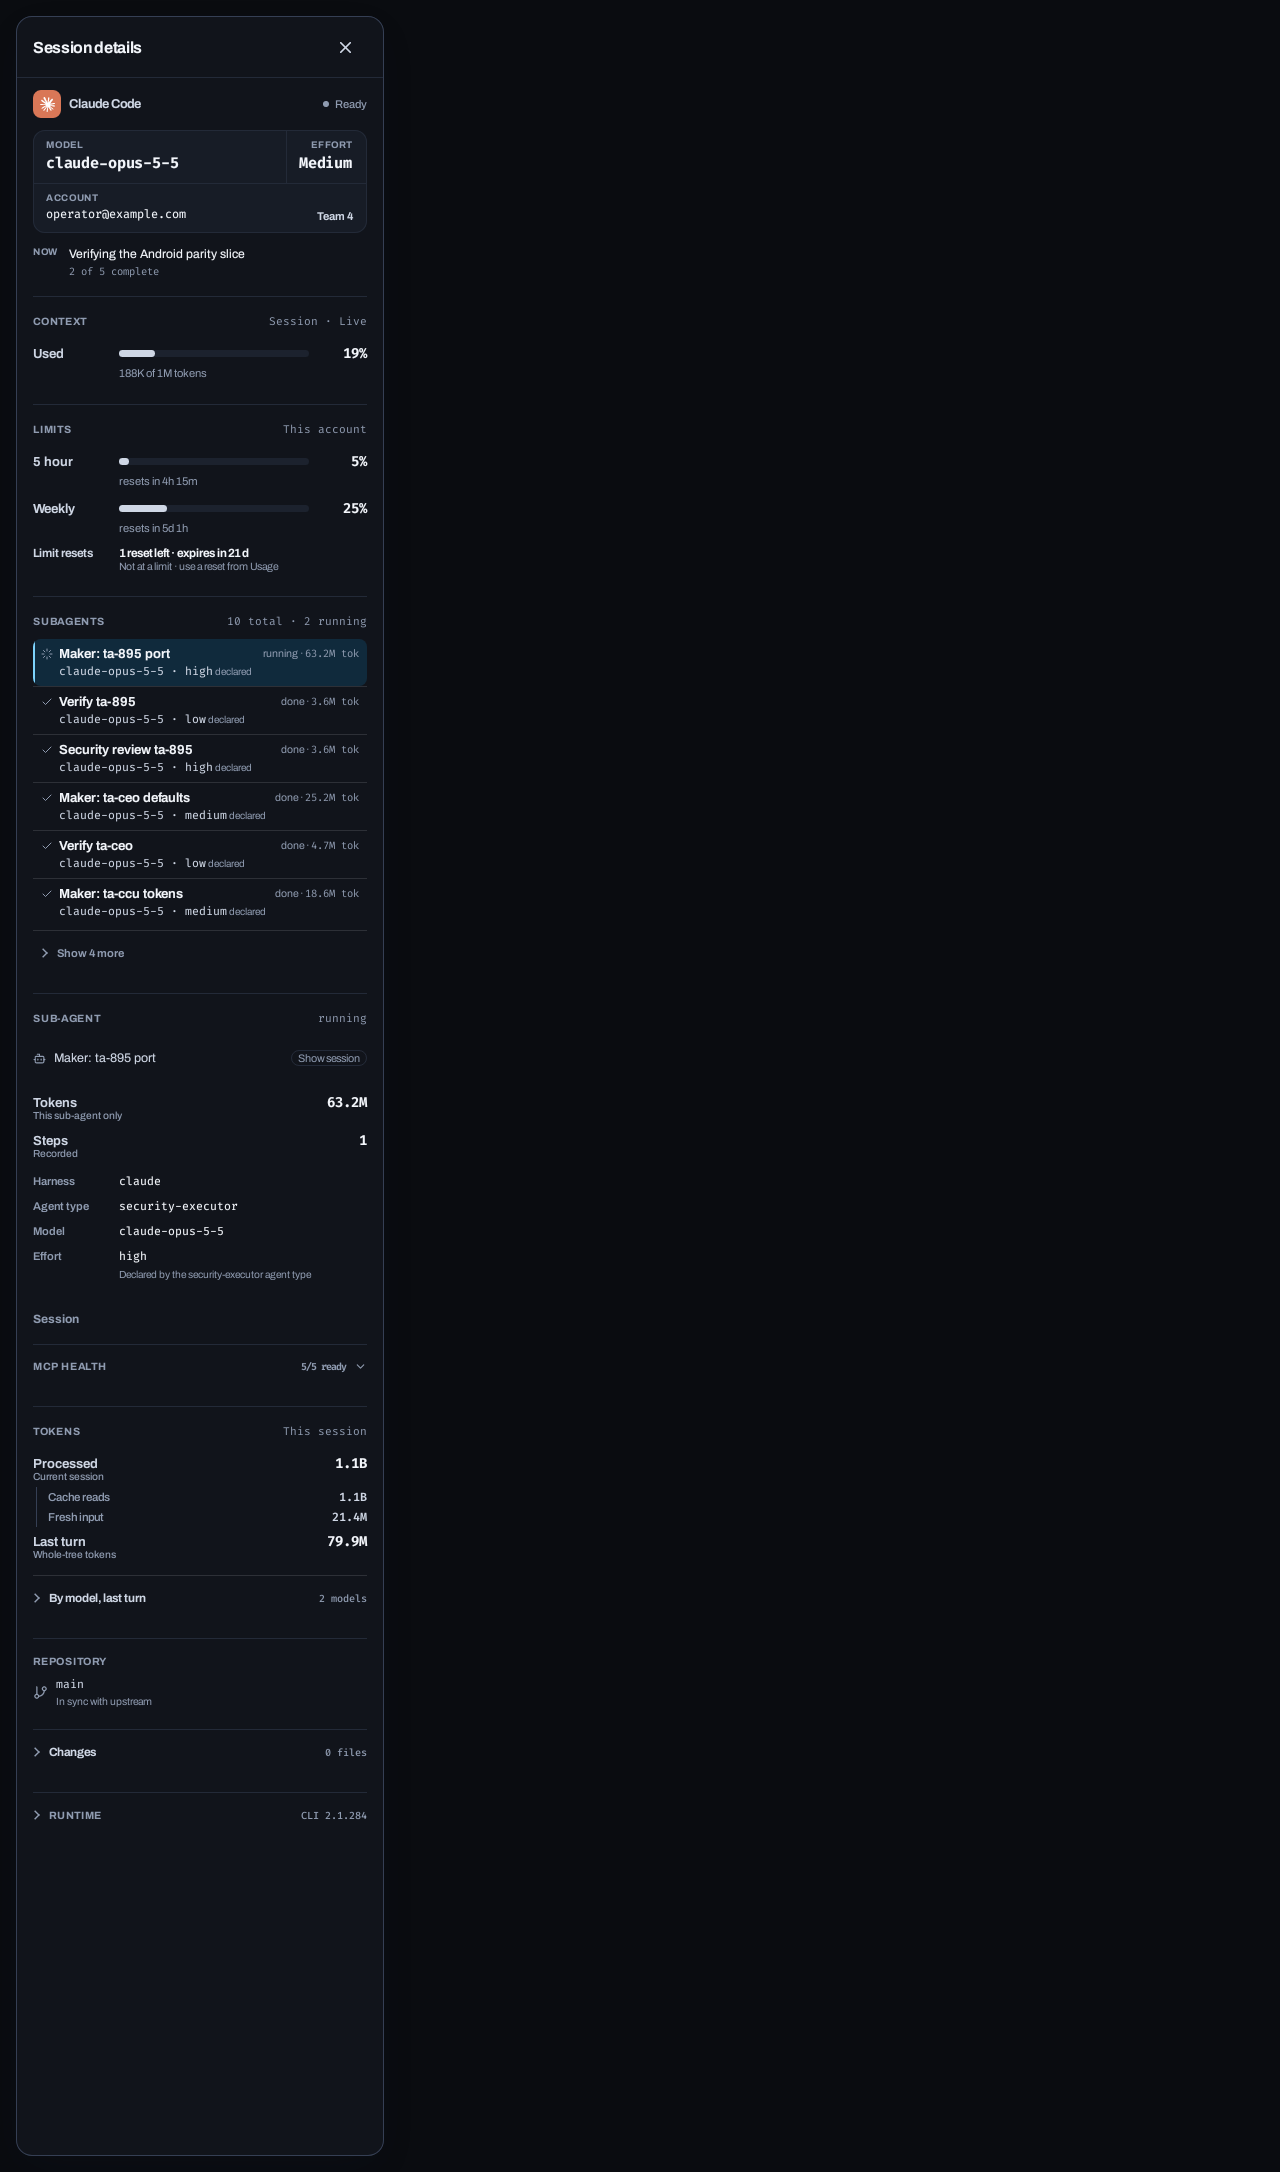 Session details
Claude Code
Ready
MODEL
EFFORT
claude-opus-5-5
Medium
ACCOUNT
operator@example.com
Team 4
NOW
Verifying the Android parity slice
2 of 5 complete
CONTEXT
Session · Live
Used
19%
188K of 1M tokens
LIMITS
This account
5 hour
5%
resets in 4h 15m
Weekly
25%
resets in 5d 1h
Limit resets
1 reset left · expires in 21 d
Not at a limit · use a reset from Usage
SUBAGENTS
10 total · 2 running
Maker: ta-895 port
running · 63.2M tok
claude-opus-5-5 · high declared
Verify ta-895
done · 3.6M tok
claude-opus-5-5 · low declared
Security review ta-895
done · 3.6M tok
claude-opus-5-5 · high declared
Maker: ta-ceo defaults
done · 25.2M tok
claude-opus-5-5 · medium declared
Verify ta-ceo
done · 4.7M tok
claude-opus-5-5 · low declared
Maker: ta-ccu tokens
done · 18.6M tok
claude-opus-5-5 · medium declared
Show 4 more
SUB-AGENT
running
Maker: ta-895 port
Show session
Tokens
63.2M
This sub-agent only
Steps
1
Recorded
Harness
claude
Agent type
security-executor
Model
claude-opus-5-5
Effort
high
Declared by the security-executor agent type
Session
MCP HEALTH
5/5 ready
TOKENS
This session
Processed
1.1B
Current session
Cache reads
1.1B
Fresh input
21.4M
Last turn
79.9M
Whole-tree tokens
By model, last turn
2 models
REPOSITORY
main
In sync with upstream
Changes
0 files
RUNTIME
CLI 2.1.284